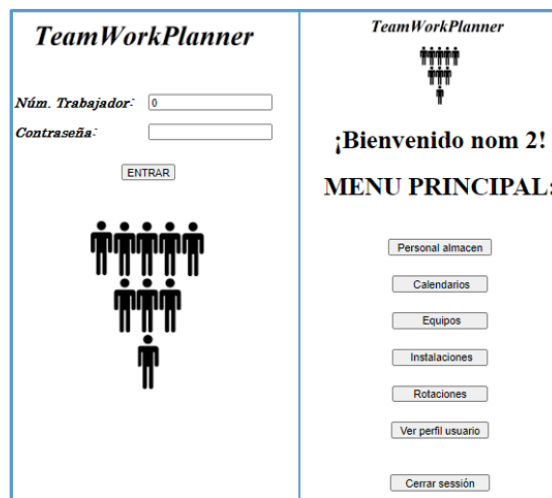 TeamWorkPlanner
Núm. Trabajador: 0
Contraseña:
ENTRAR
TeamWorkPlanner
¡Bienvenido nom 2!
MENU PRINCIPAL:
Personal almacen
Calendarios
Equipos
Instalaciones
Rotaciones
Ver perfil usuario
Cerrar sessión